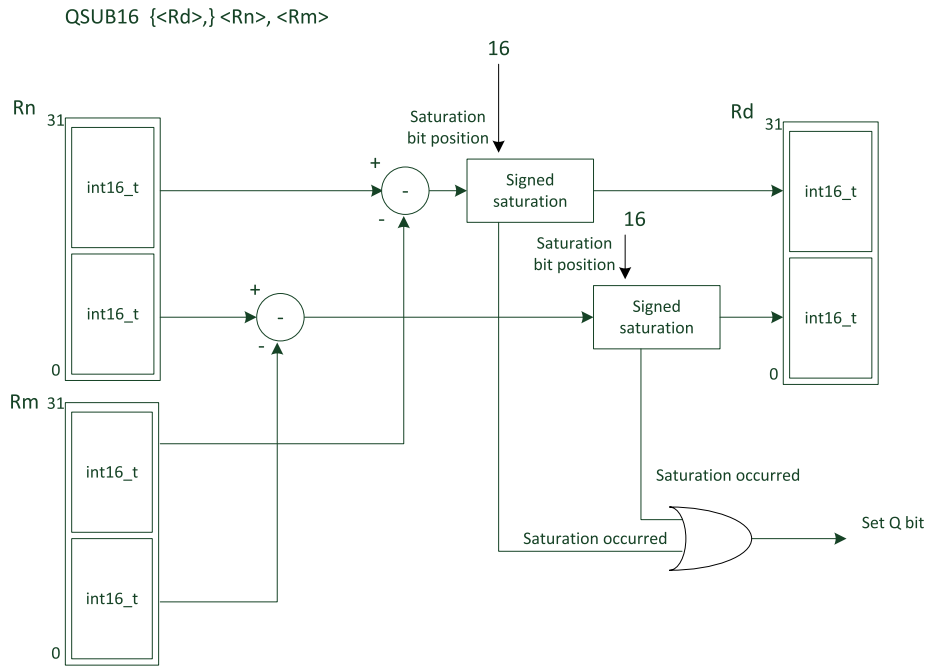 QSUB16 {<Rd>,} <Rn>, <Rm>
16
Rn
31
Saturation
bit position
Rd
31
int16_t
+
-
-
Signed
saturation
int16_t
16
Saturation
bit position
int16_t
+
-
-
Signed
saturation
int16_t
0
0
Rm
31
int16_t
Saturation occurred
Set Q bit
Saturation occurred
int16_t
0